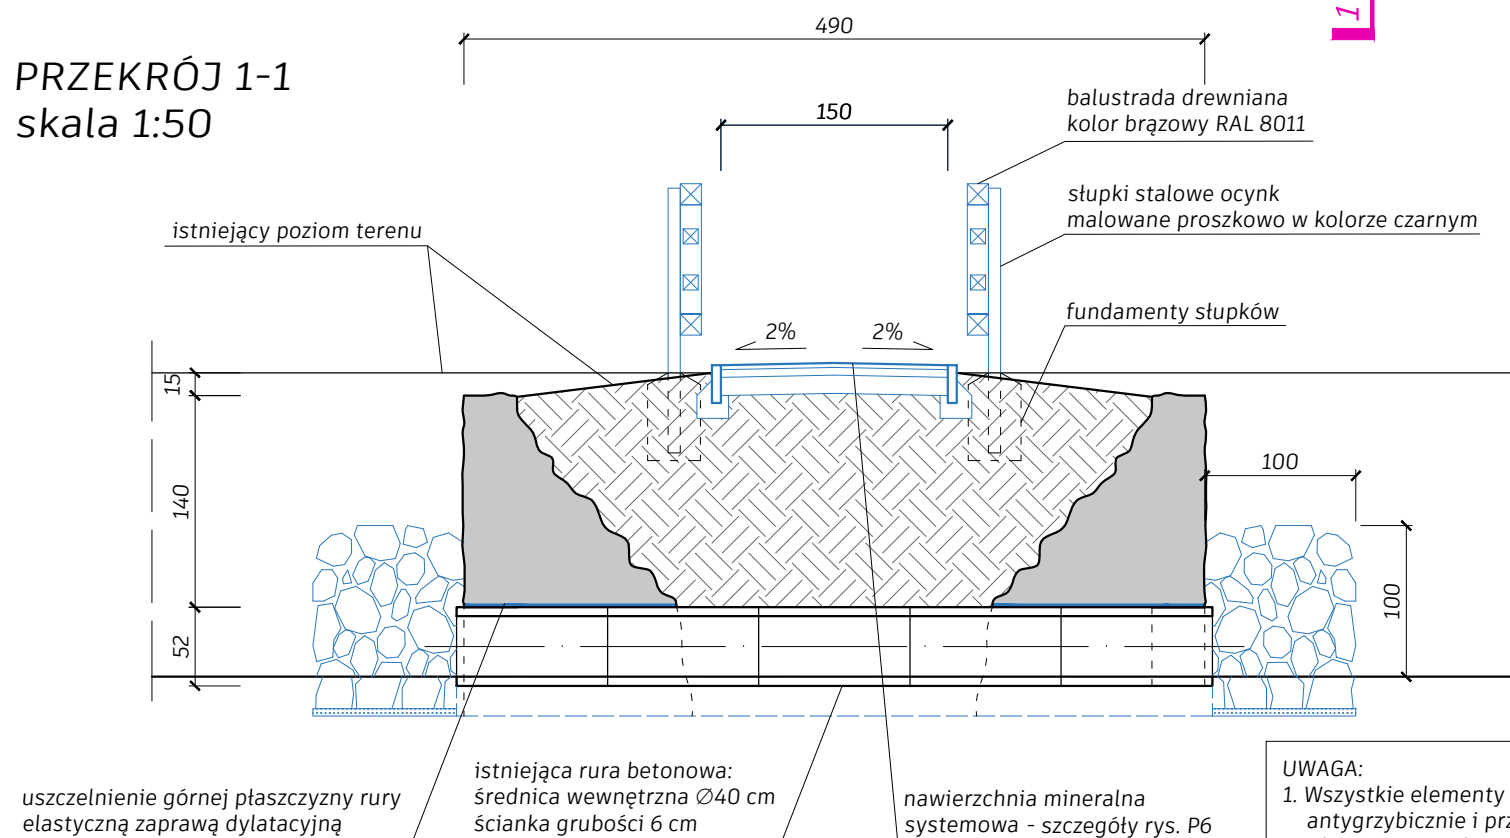 490
1
PRZEKRÓJ 1-1
skala 1:50
balustrada drewniana
kolor brązowy RAL 8011
150
słupki stalowe ocynk
malowane proszkowo w kolorze czarnym
istniejący poziom terenu
fundamenty słupków
2%
2%
15
140
52
100
100
uszczelnienie górnej płaszczyzny rury
elastyczną zaprawą dylatacyjną
istniejąca rura betonowa:
średnica wewnętrzna Ø40 cm
ścianka grubości 6 cm
nawierzchnia mineralna
systemowa - szczegóły rys. P6
UWAGA:
1. Wszystkie elementy
antygrzybicznie i prz